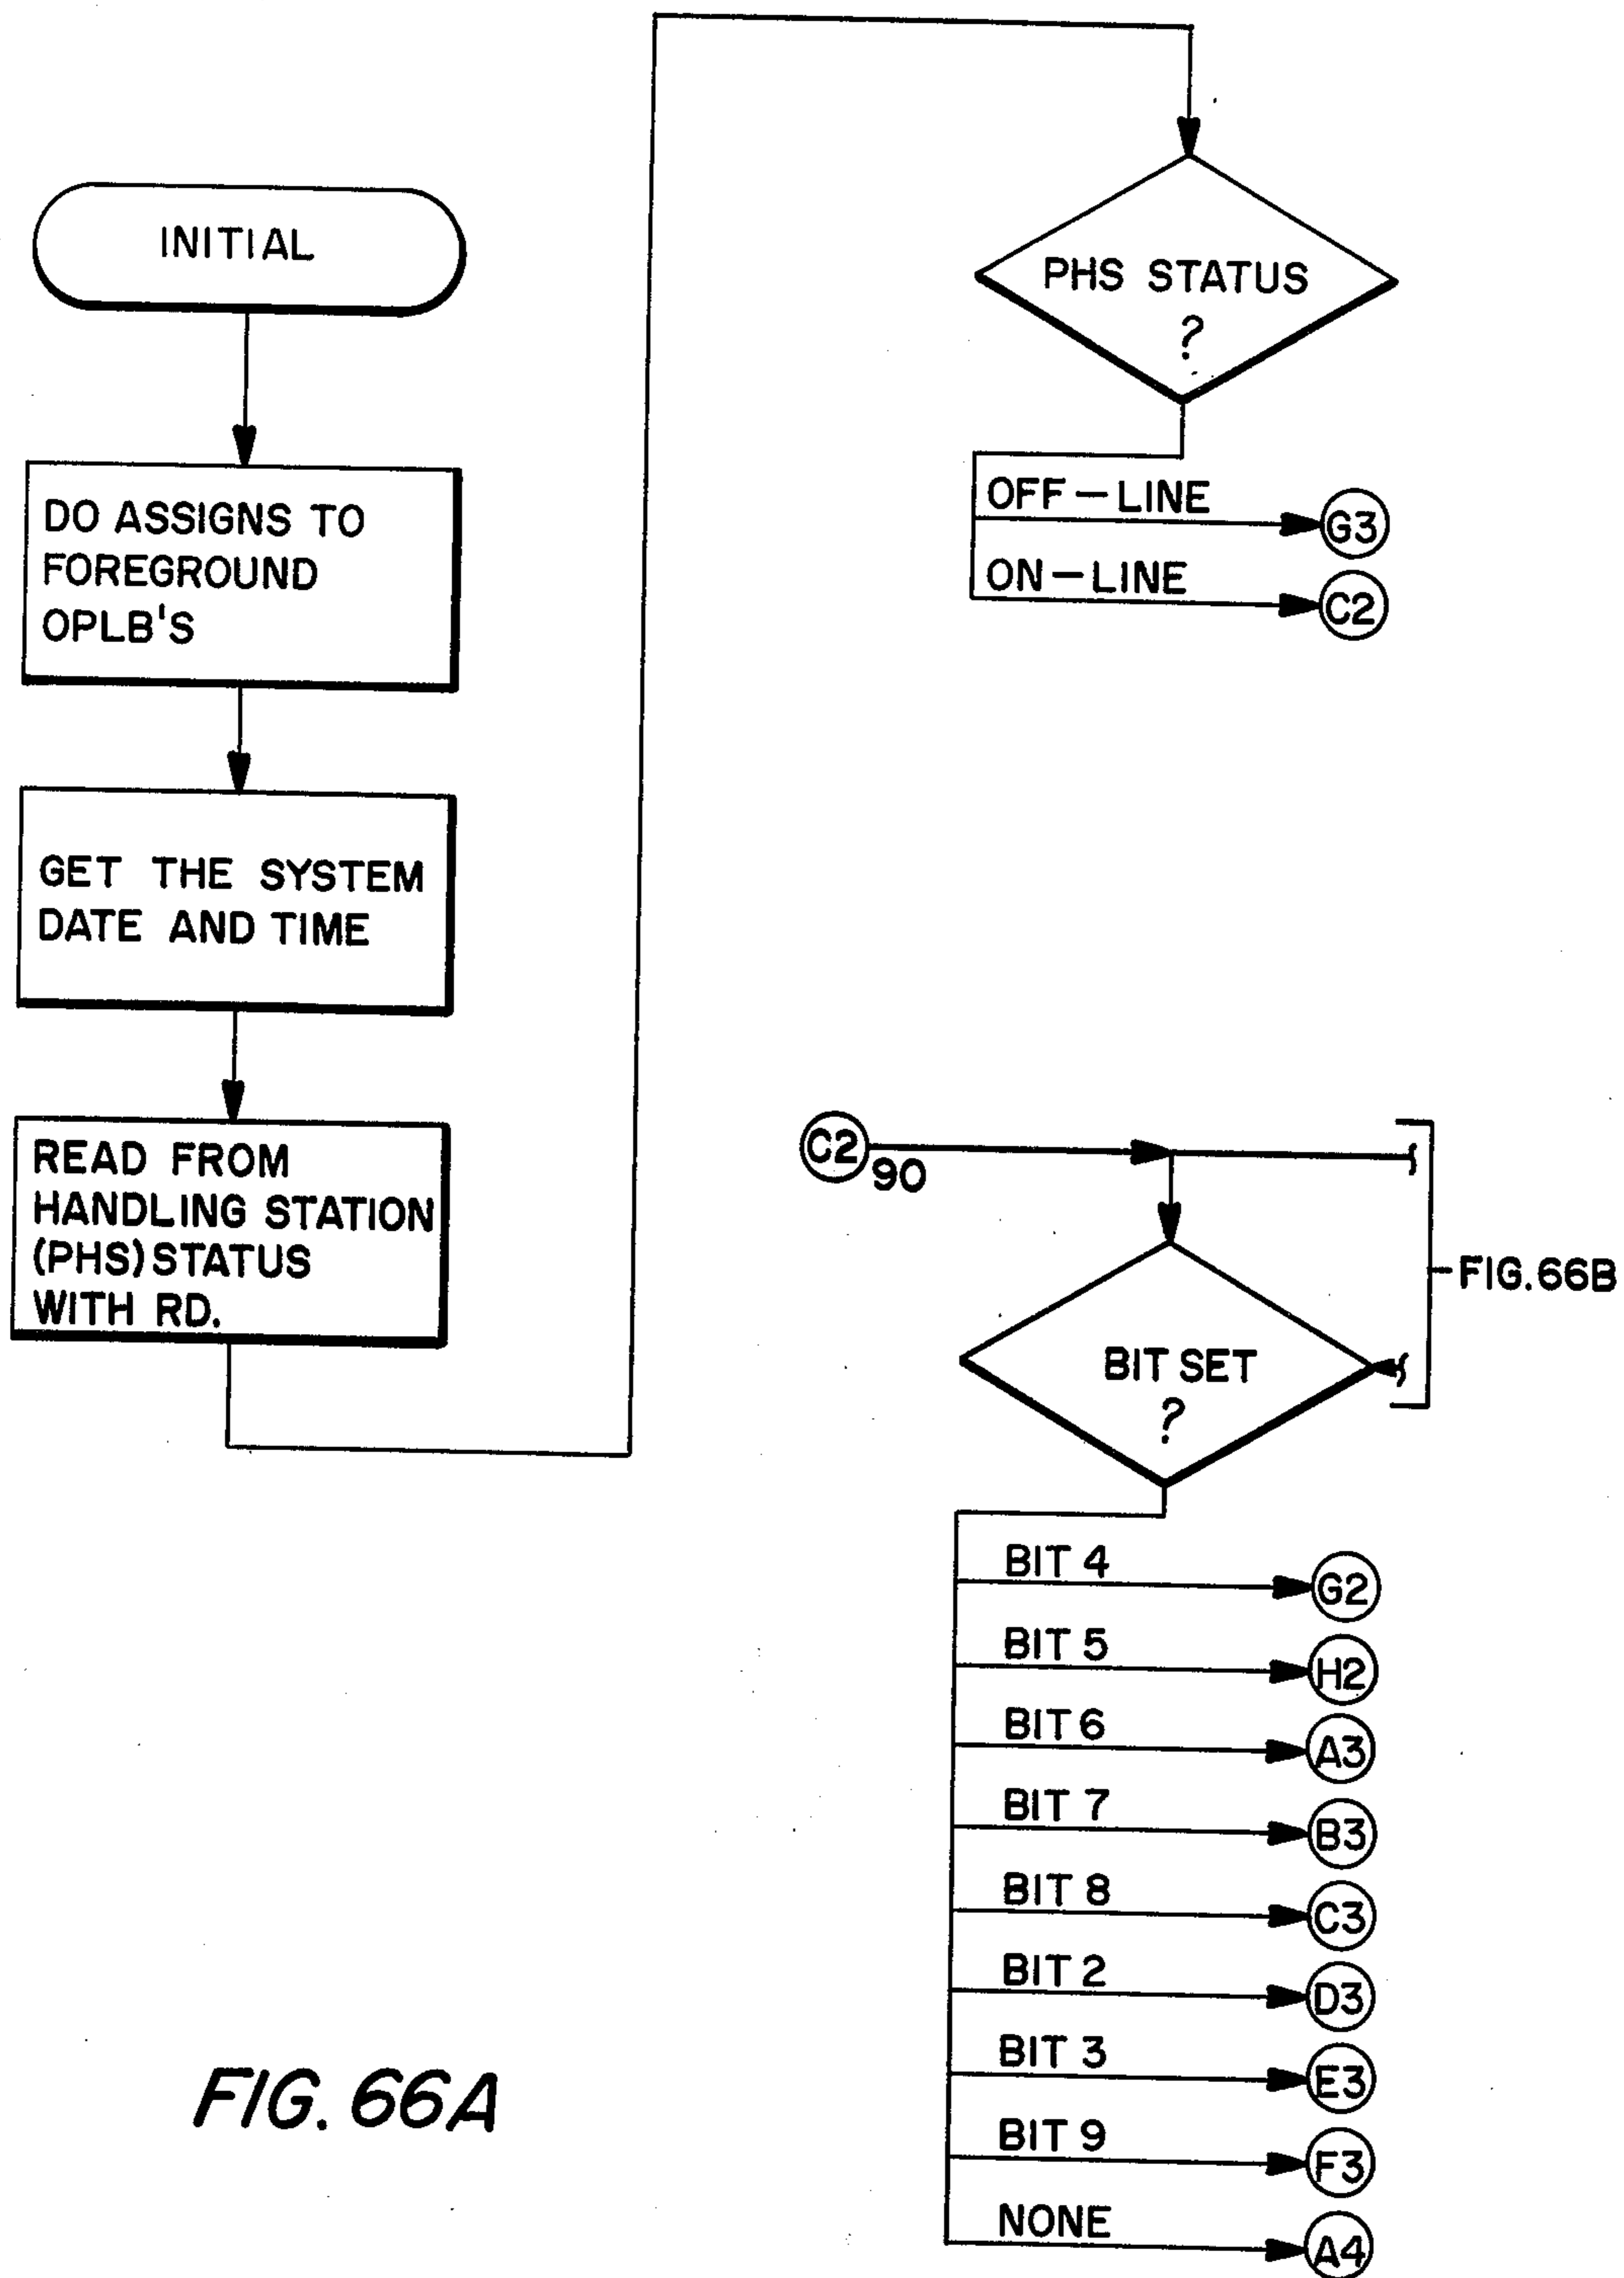 INITIAL
DO ASSIGNS TO
FOREGROUND
OPLB'S
GET THE SYSTEM
DATE AND TIME
READ FROM
HANDLING STATION
(PHS) STATUS
WITH RD.
PHS STATUS
?
OFF-LINE
G3
ON-LINE
C2
C2
90
FIG.66B
BIT SET
?
BIT 4
G2
BIT 5
H2
BIT 6
A3
BIT 7
B3
BIT 8
C3
BIT 2
D3
BIT 3
E3
BIT 9
F3
NONE
A4
FIG. 66A